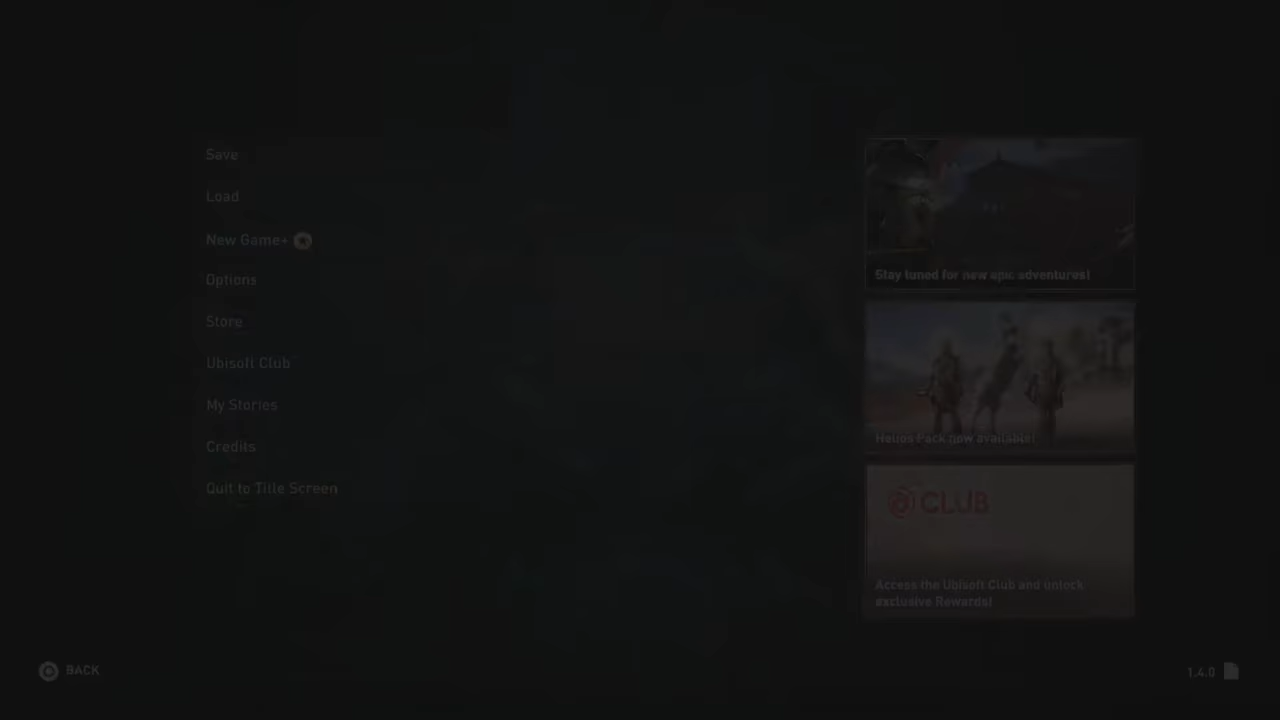 Save
Load
New Game+
Options
Store
Ubisoft Club
My Stories
Credits
Quit to Title Screen
Stay tuned for new epic adventures!
Helios Pack now available!
CLUB
Access the Ubisoft Club and unlock
exclusive Rewards!
BACK
1.4.0